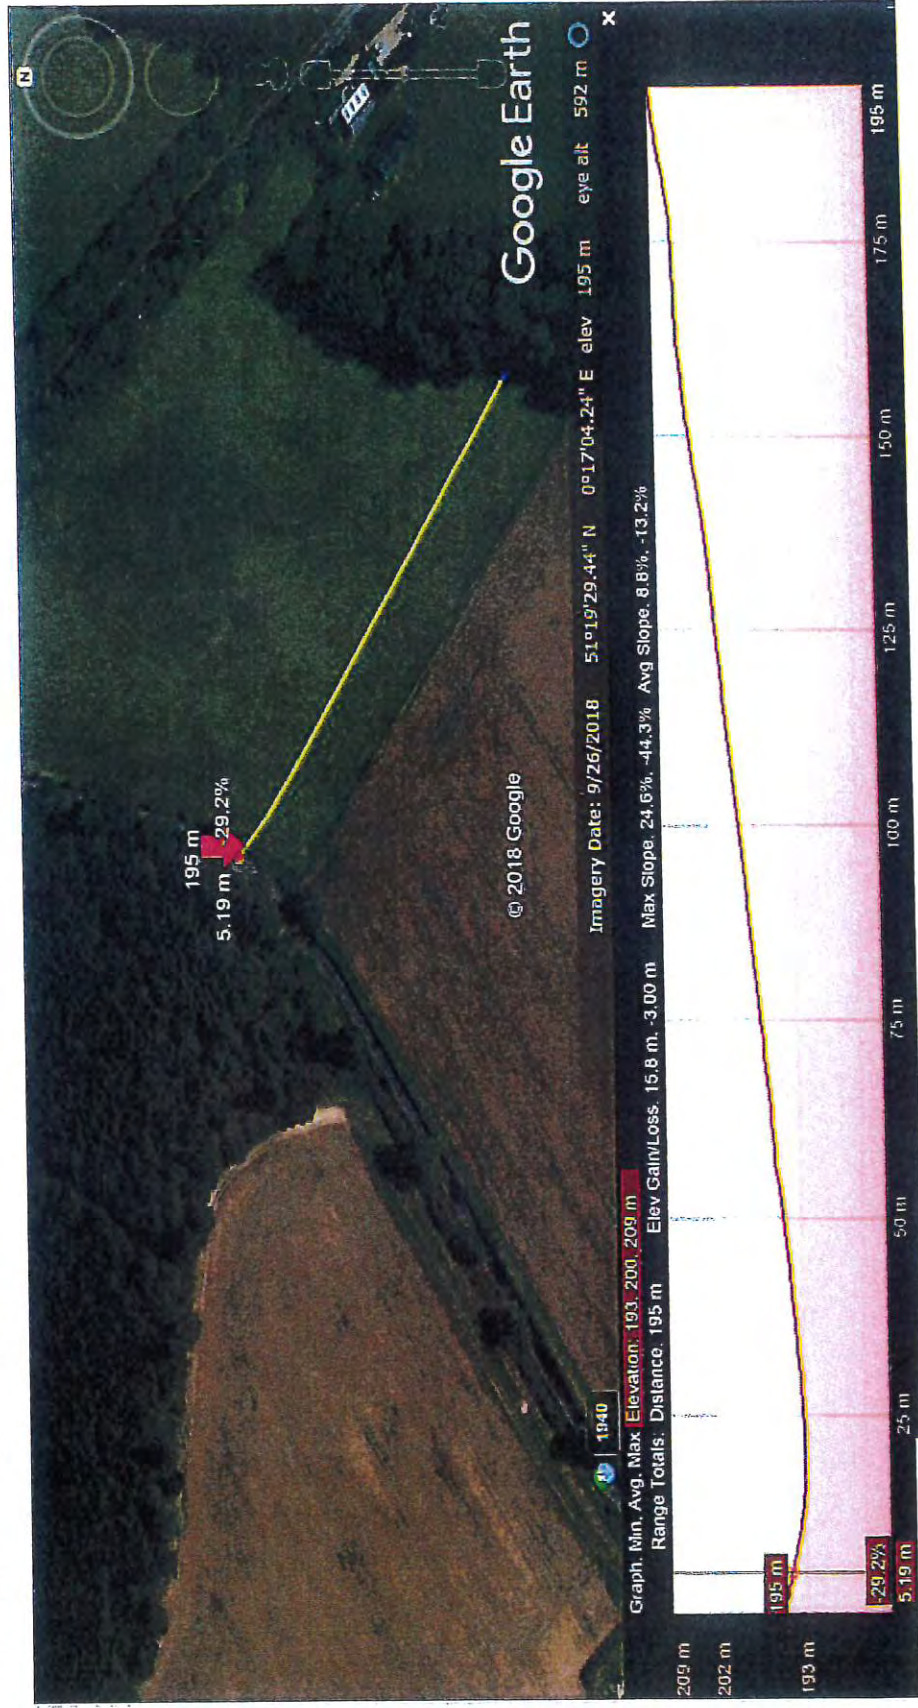 N
195 m
5.19 m -29.2%
Google Earth
© 2018 Google
1940
Imagery Date: 9/26/2018 51°19'29.44" N 0°17'04.24" E elev 195 m eye alt 592 m
Graph. Min. Avg. Max Elevation: 193, 200, 209 m
Range Totals: Distance. 195 m Elev Gain/Loss. 15.8 m. -3.00 m Max Slope. 24.6%. -44.3% Avg Slope. 8.8%. -13.2%
209 m
202 m
193 m
195 m
-29.2%
5.19 m
25 m 50 m 75 m 100 m 125 m 150 m 175 m 195 m